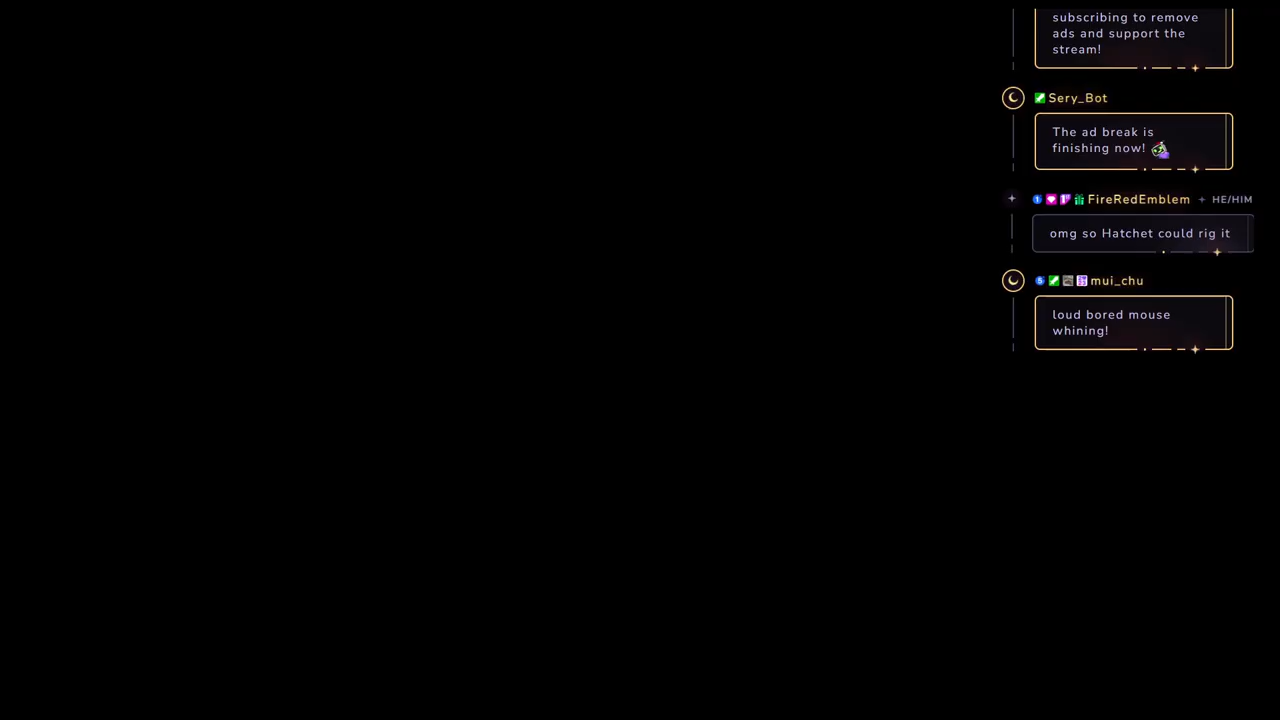 subscribing to remove
ads and support the
stream!
Sery_Bot
The ad break is
finishing now!
FireRedEmblem HE/HIM
omg so Hatchet could rig it
mui_chu
loud bored mouse
whining!